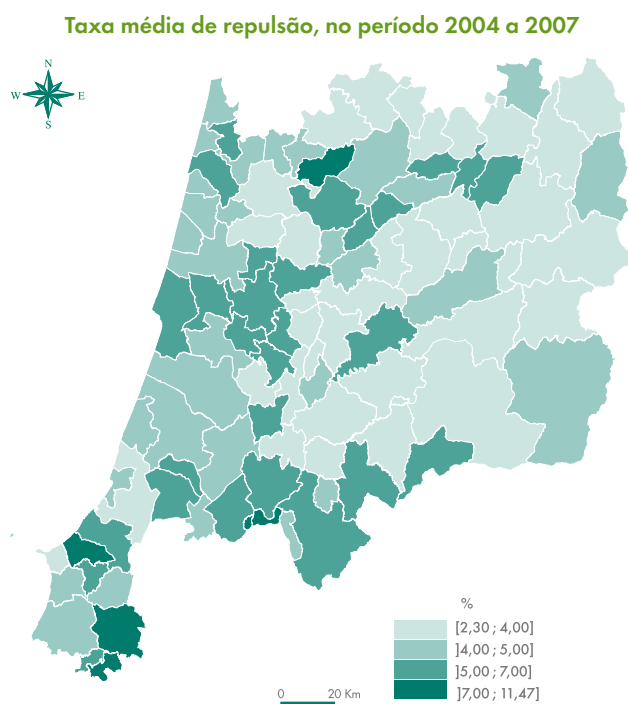 Taxa média de repulsão, no período 2004 a 2007
N
W E
S
%
]2,30 ; 4,00]
]4,00 ; 5,00]
]5,00 ; 7,00]
]7,00 ; 11,47]
0 20 Km